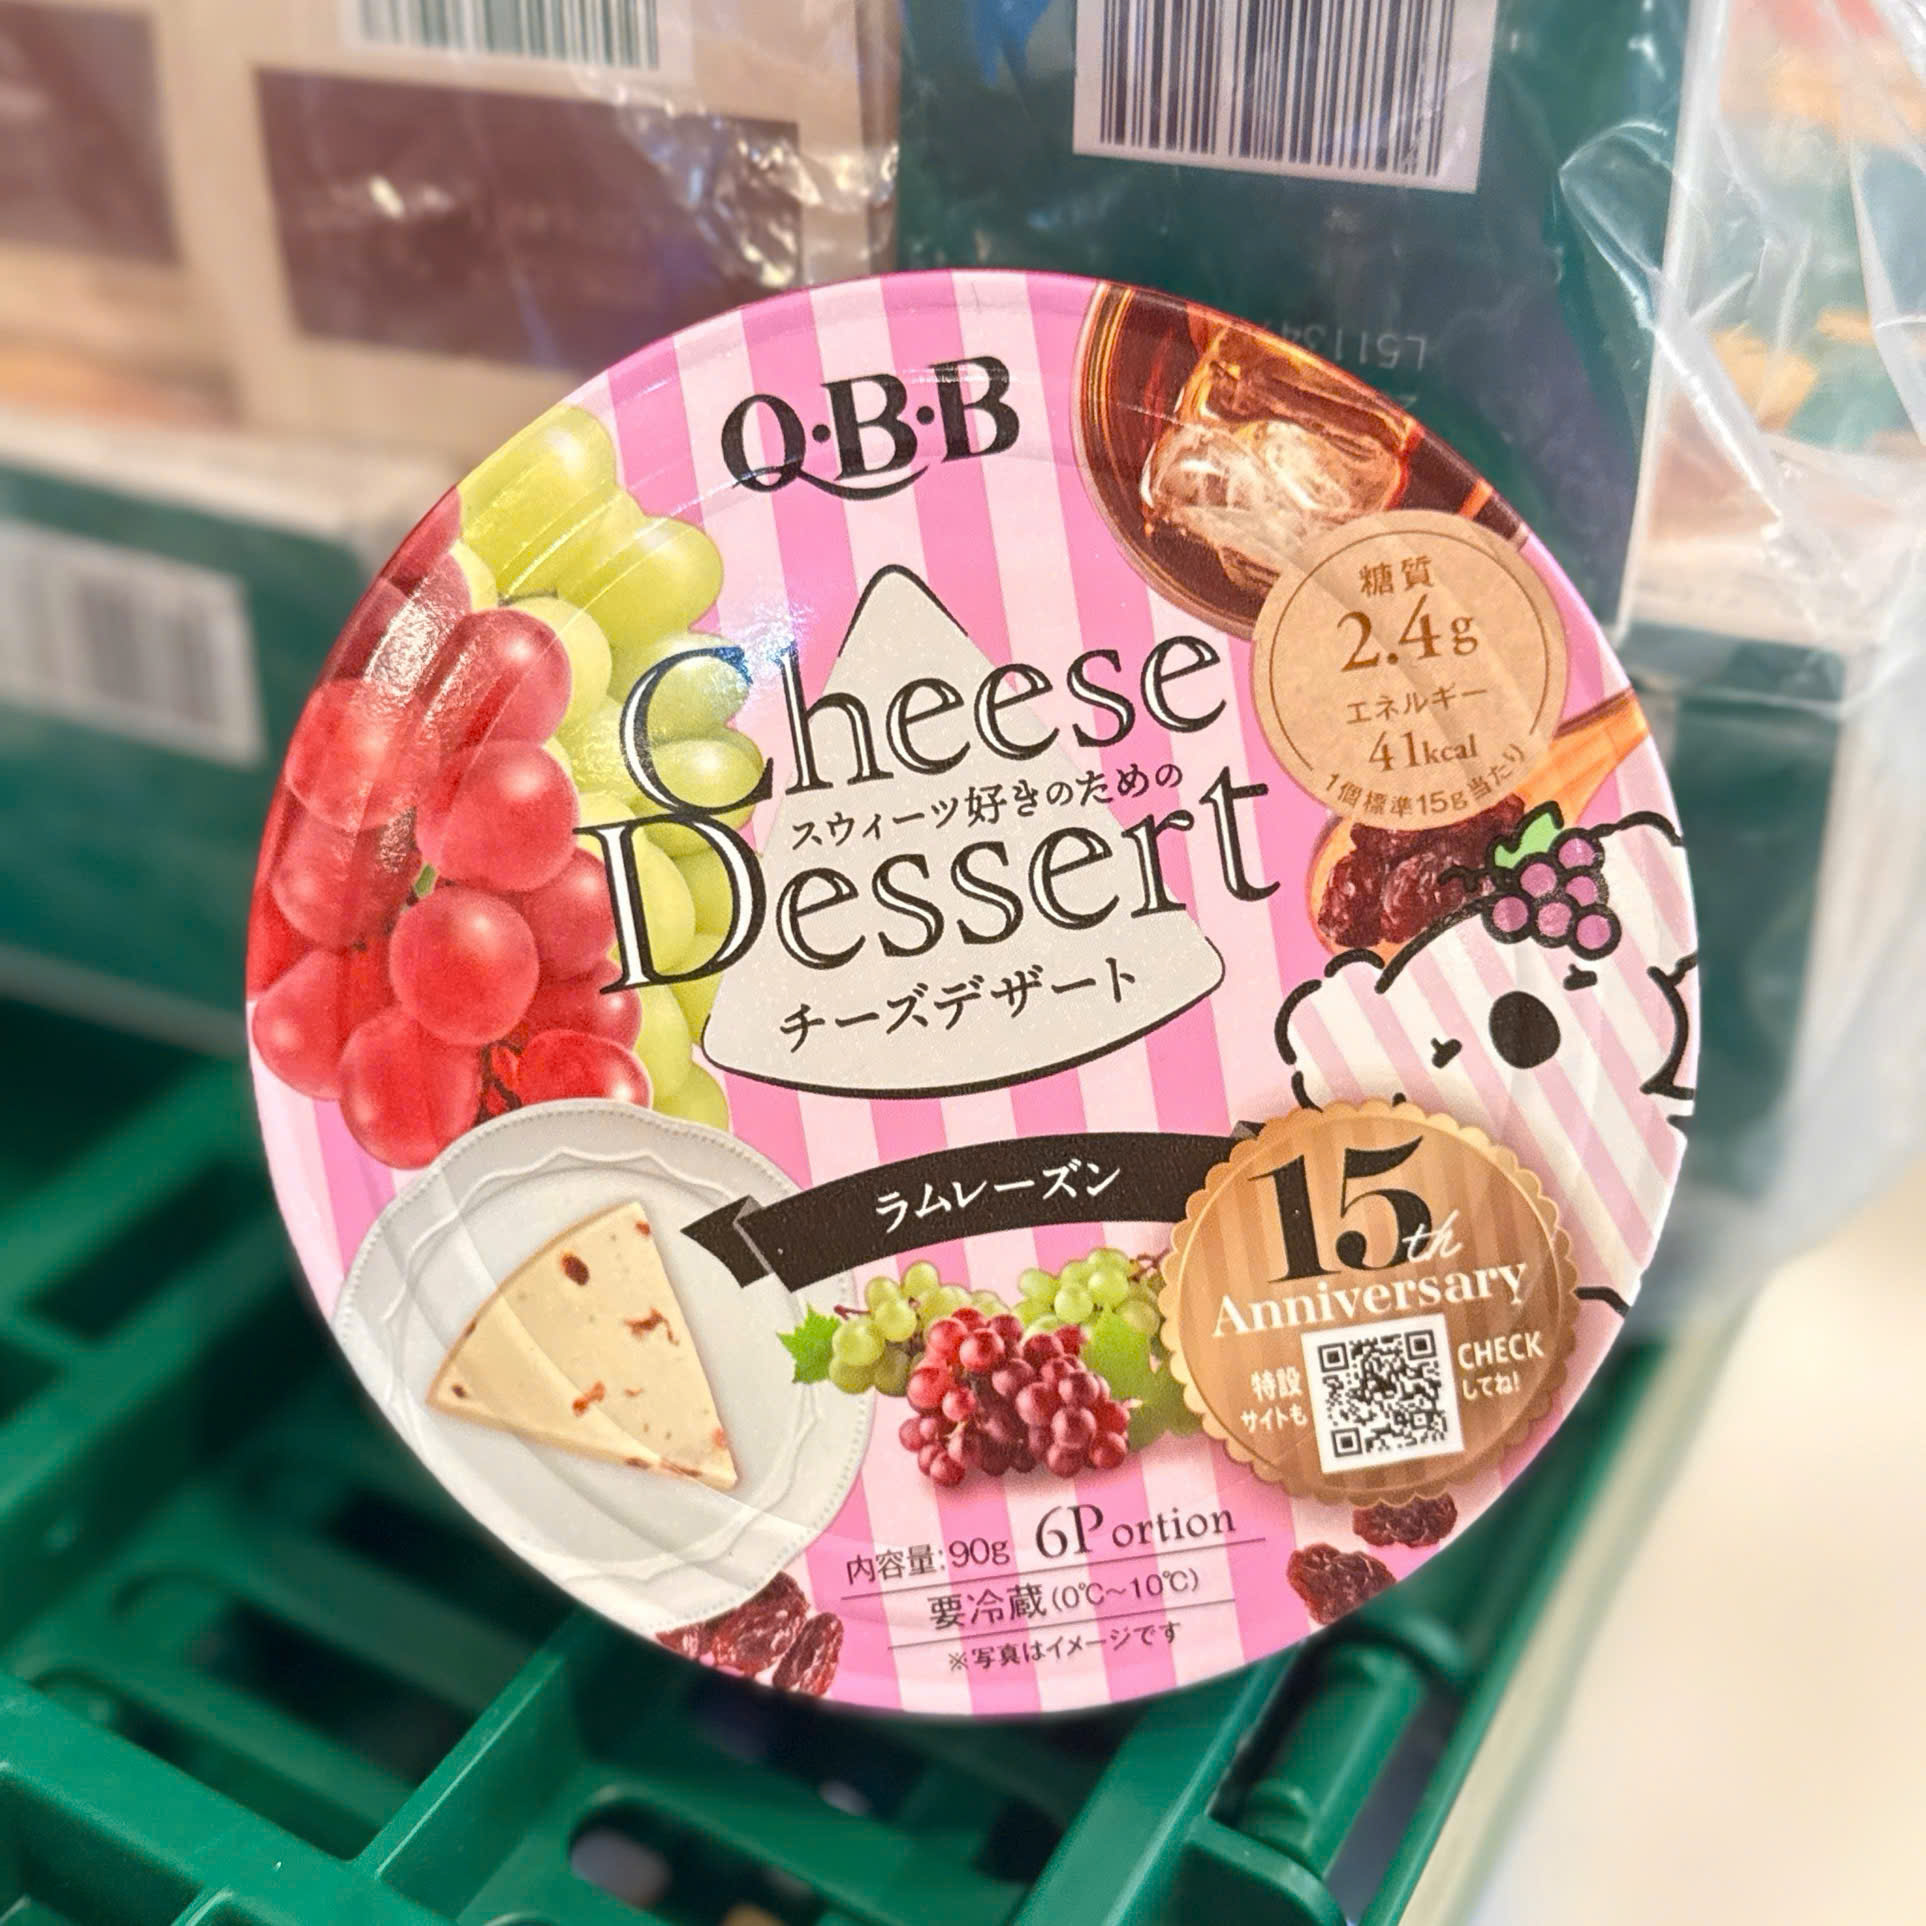 Q・B・B
糖質
2.4g
エネルギー
41kcal
1個標準15g当たり
Cheese
スウィーツ好きのための
Dessert
チーズデザート
ラムレーズン
15th
Anniversary
特設
サイトも
CHECK
してね!
内容量:90g 6Portion
要冷蔵(0℃~10℃)
※写真はイメージです